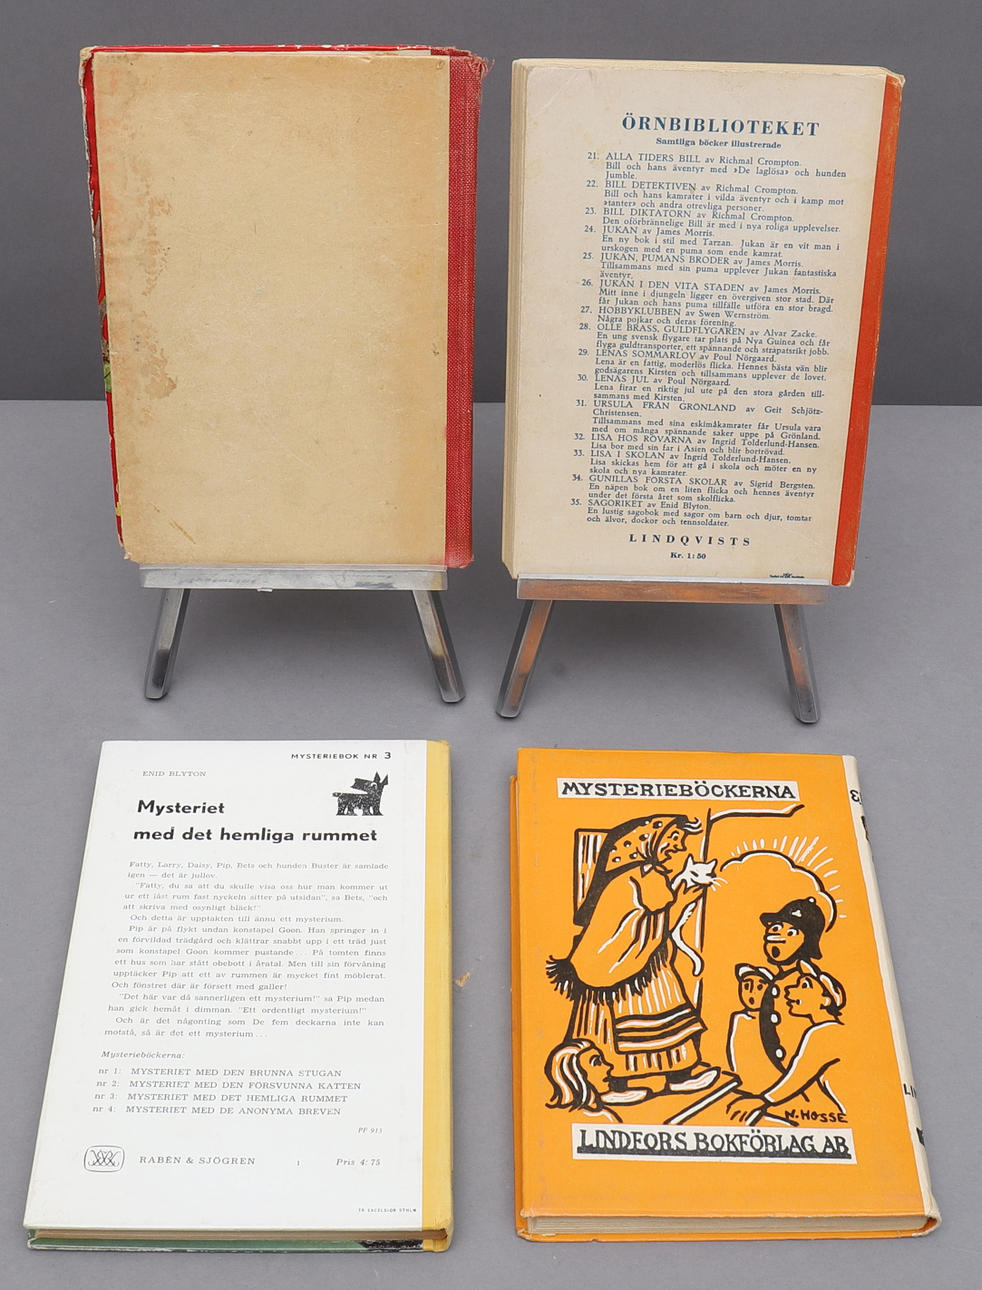 ÖRNBIBLIOTEKET
Samtliga böcker illustrerade
21. ALLA TIDERS BILL av Richmal Crompton.
Bill och hans äventyr med »De laglösa» och hunden
Jumble.
22. BILL DETEKTIVEN av Richmal Crompton.
Bill och hans kamrater i vilda äventyr och i kamp mot
»tanter» och andra otrevliga personer.
23. BILL DIKTATORN av Richmal Crompton.
Den oförbrännelige Bill är med i nya roliga upplevelser.
24. JUKAN av James Morris.
En ny bok i stil med Tarzan. Jukan är en vit man i
urskogen med en puma som ende kamrat.
25. JUKAN, PUMANS BRODER av James Morris.
Tillsammans med sin puma upplever Jukan fantastiska
äventyr.
26. JUKAN I DEN VITA STADEN av James Morris.
Mitt inne i djungeln ligger en övergiven stor stad. Där
får Jukan och hans puma tillfälle utföra en stor bragd.
27. HOBBYKLUBBEN av Swen Wernström.
Några pojkar och deras förening.
28. OLLE BRASS, GULDFLYGAREN av Alvar Zacke.
En ung svensk flygare tar plats på Nya Guinea och får
flyga guldtransporter, ett spännande och strapatsrikt jobb.
29. LENAS SOMMARLOV av Poul Nörgaard.
Lena är en fattig, moderlös flicka. Hennes bästa vän blir
godsägarens Kirsten och tillsammans upplever de lovet.
30. LENAS JUL av Poul Nörgaard.
Lena firar en riktig jul ute på den stora gården till-
sammans med Kirsten.
31. URSULA FRÅN GRÖNLAND av Geit Schjötz-
Christensen.
Tillsammans med sina eskimåkamrater får Ursula vara
med om många spännande saker uppe på Grönland.
32. LISA HOS RÖVARNA av Ingrid Tolderlund-Hansen.
Lisa bor med sin far i Asien och blir bortrövad.
33. LISA I SKOLAN av Ingrid Tolderlund-Hansen.
Lisa skickas hem för att gå i skola och möter en ny
skola och nya kamrater.
34. GUNILLAS FÖRSTA SKOLÅR av Sigrid Bergsten.
En näpen bok om en liten flicka och hennes äventyr
under det första året som skolflicka.
35. SAGORIKET av Enid Blyton.
En lustig sagobok med sagor om barn och djur, tomtar
och älvor, dockor och tennsoldater.
LINDQVISTS
Kr. 1:50
MYSTERIEBOK NR 3
ENID BLYTON
Mysteriet
med det hemliga rummet
Fatty, Larry, Daisy, Pip, Bets och hunden Buster är samlade
igen — det är jullov.
"Fatty, du sa att du skulle visa oss hur man kommer ut
ur ett låst rum fast nyckeln sitter på utsidan", sa Bets, "och
att skriva med osynligt bläck!"
Och detta är upptakten till ännu ett mysterium.
Pip är på flykt undan konstapel Goon. Han springer in i
en förvildad trädgård och klättrar snabbt upp i ett träd just
som konstapel Goon kommer pustande... På tomten finns
ett hus som har stått obebott i åratal. Men till sin förvåning
upptäcker Pip att ett av rummen är mycket fint möblerat.
Och fönstret där är försett med galler!
"Det här var då sannerligen ett mysterium!" sa Pip medan
han gick hemåt i dimman. "Ett ordentligt mysterium!"
Och är det någonting som De fem deckarna inte kan
motstå, så är det ett mysterium...
Mysterieböckerna:
nr 1: MYSTERIET MED DEN BRUNNA STUGAN
nr 2: MYSTERIET MED DEN FÖRSVUNNA KATTEN
nr 3: MYSTERIET MED DET HEMLIGA RUMMET
nr 4: MYSTERIET MED DE ANONYMA BREVEN
PF 913
RABÉN & SJÖGREN 1 Pris 4:75
TR EXCELSIOR STHLM
MYSTERIEBÖCKERNA
N. HOSSE
LINDFORS BOKFÖRLAG AB